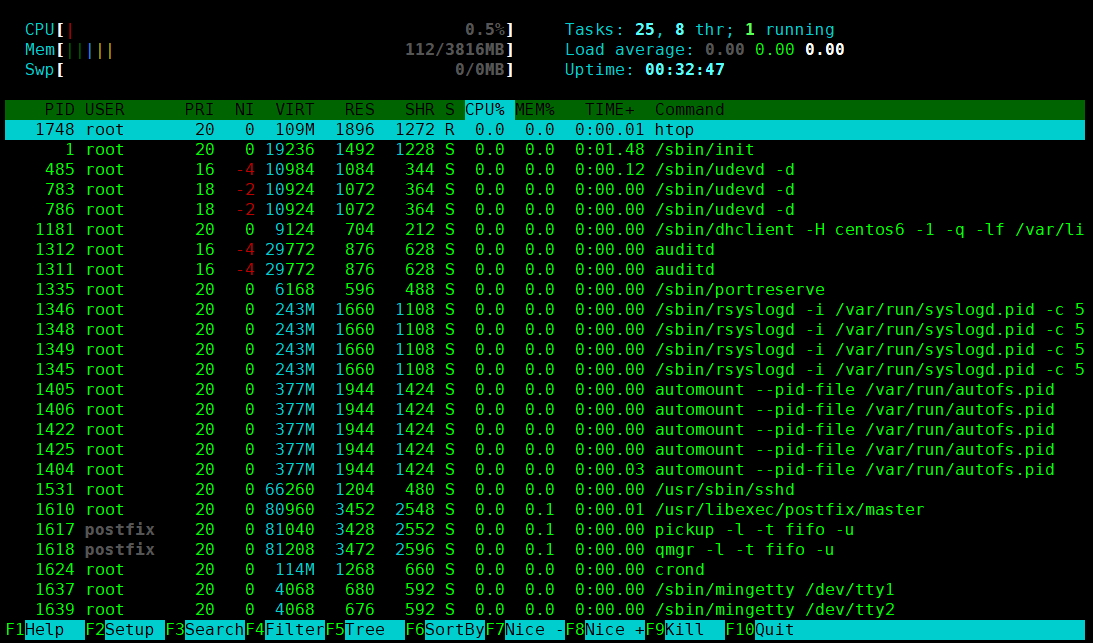 CPU[| 0.5%] Tasks: 25, 8 thr; 1 running
Mem[||||| 112/3816MB] Load average: 0.00 0.00 0.00
Swp[ 0/0MB] Uptime: 00:32:47
PID USER PRI NI VIRT RES SHR S CPU% MEM% TIME+ Command
1748 root 20 0 109M 1896 1272 R 0.0 0.0 0:00.01 htop
1 root 20 0 19236 1492 1228 S 0.0 0.0 0:01.48 /sbin/init
485 root 16 -4 10984 1084 344 S 0.0 0.0 0:00.12 /sbin/udevd -d
783 root 18 -2 10924 1072 364 S 0.0 0.0 0:00.00 /sbin/udevd -d
786 root 18 -2 10924 1072 364 S 0.0 0.0 0:00.00 /sbin/udevd -d
1181 root 20 0 9124 704 212 S 0.0 0.0 0:00.00 /sbin/dhclient -H centos6 -1 -q -lf /var/li
1312 root 16 -4 29772 876 628 S 0.0 0.0 0:00.00 auditd
1311 root 16 -4 29772 876 628 S 0.0 0.0 0:00.00 auditd
1335 root 20 0 6168 596 488 S 0.0 0.0 0:00.00 /sbin/portreserve
1346 root 20 0 243M 1660 1108 S 0.0 0.0 0:00.00 /sbin/rsyslogd -i /var/run/syslogd.pid -c 5
1348 root 20 0 243M 1660 1108 S 0.0 0.0 0:00.00 /sbin/rsyslogd -i /var/run/syslogd.pid -c 5
1349 root 20 0 243M 1660 1108 S 0.0 0.0 0:00.00 /sbin/rsyslogd -i /var/run/syslogd.pid -c 5
1345 root 20 0 243M 1660 1108 S 0.0 0.0 0:00.00 /sbin/rsyslogd -i /var/run/syslogd.pid -c 5
1405 root 20 0 377M 1944 1424 S 0.0 0.0 0:00.00 automount --pid-file /var/run/autofs.pid
1406 root 20 0 377M 1944 1424 S 0.0 0.0 0:00.00 automount --pid-file /var/run/autofs.pid
1422 root 20 0 377M 1944 1424 S 0.0 0.0 0:00.00 automount --pid-file /var/run/autofs.pid
1425 root 20 0 377M 1944 1424 S 0.0 0.0 0:00.00 automount --pid-file /var/run/autofs.pid
1404 root 20 0 377M 1944 1424 S 0.0 0.0 0:00.03 automount --pid-file /var/run/autofs.pid
1531 root 20 0 66260 1204 480 S 0.0 0.0 0:00.00 /usr/sbin/sshd
1610 root 20 0 80960 3452 2548 S 0.0 0.1 0:00.01 /usr/libexec/postfix/master
1617 postfix 20 0 81040 3428 2552 S 0.0 0.1 0:00.00 pickup -l -t fifo -u
1618 postfix 20 0 81208 3472 2596 S 0.0 0.1 0:00.00 qmgr -l -t fifo -u
1624 root 20 0 114M 1268 660 S 0.0 0.0 0:00.00 crond
1637 root 20 0 4068 680 592 S 0.0 0.0 0:00.00 /sbin/mingetty /dev/tty1
1639 root 20 0 4068 676 592 S 0.0 0.0 0:00.00 /sbin/mingetty /dev/tty2
F1Help F2Setup F3SearchF4FilterF5Tree F6SortByF7Nice -F8Nice +F9Kill F10Quit